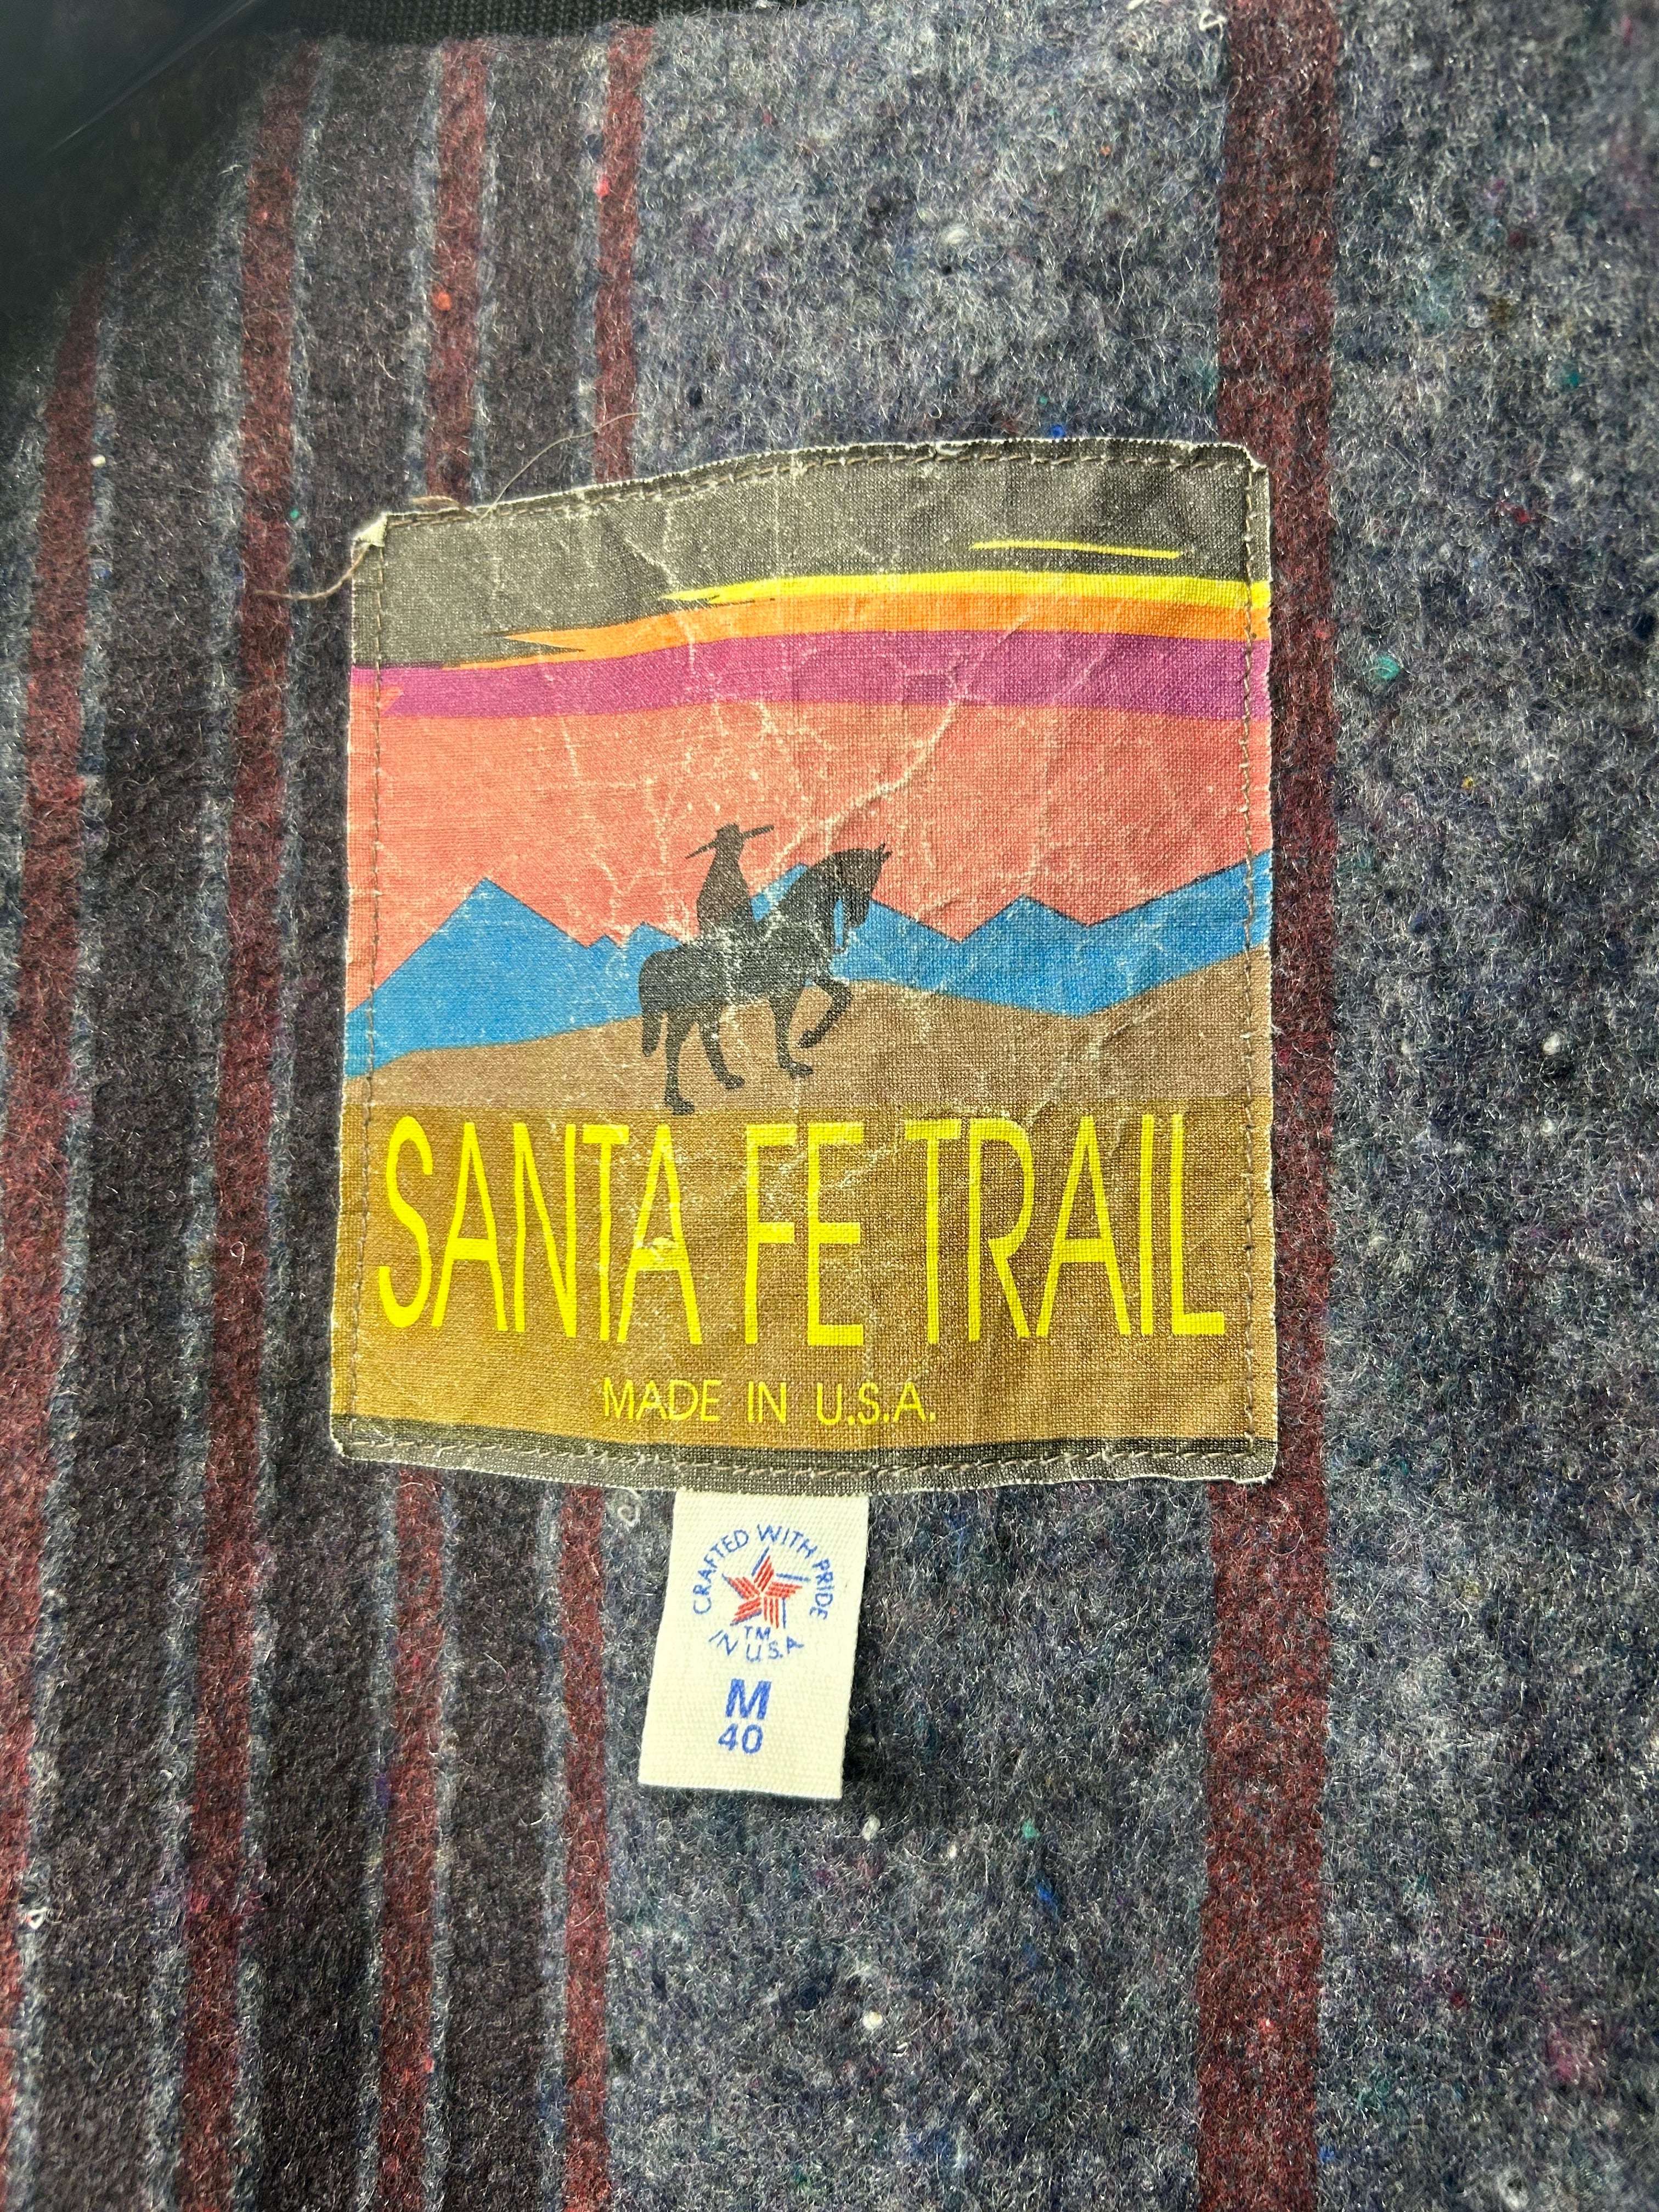 SANTA FE TRAIL
MADE IN U.S.A.
CRAFTED WITH PRIDE
TM
IN U.S.A
M
40